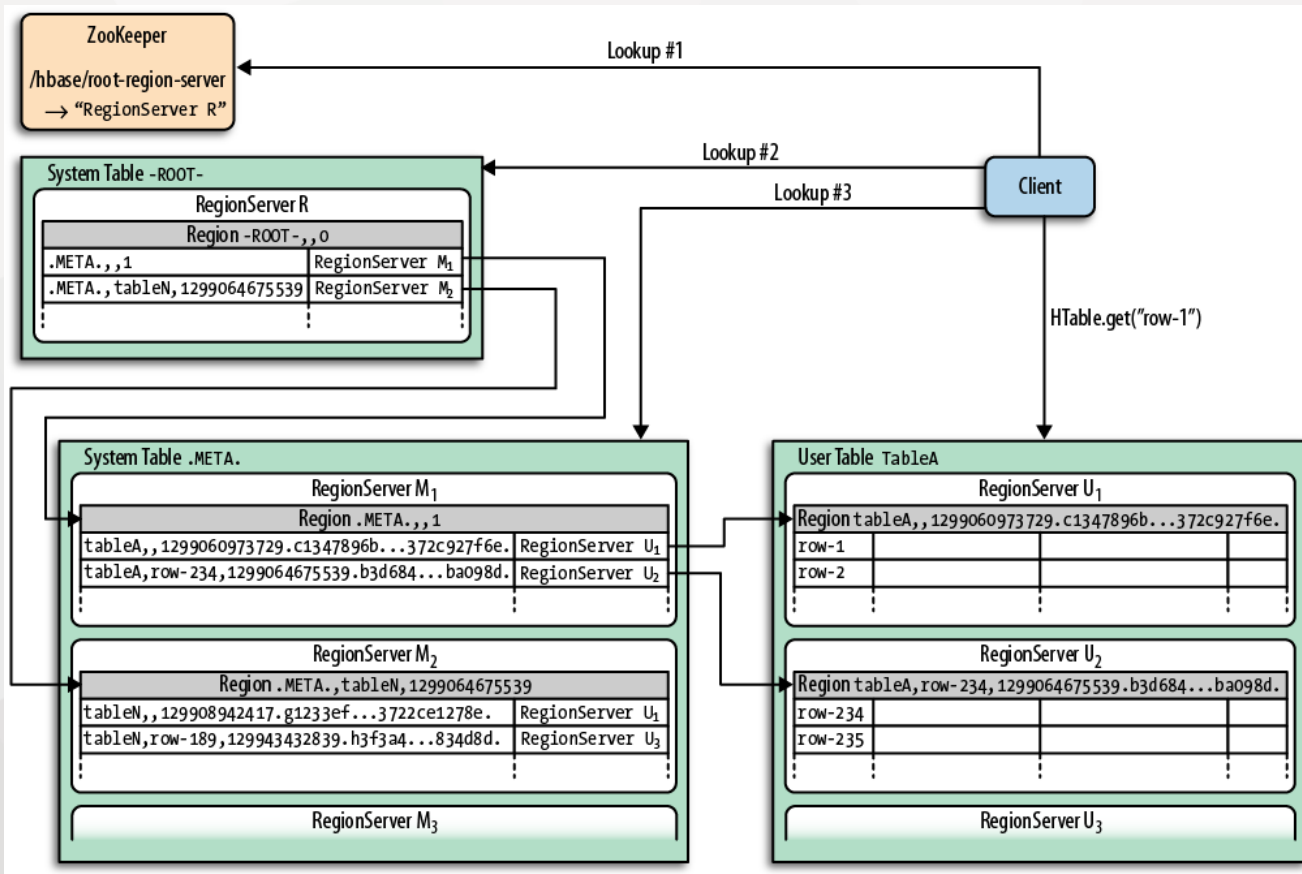 ZooKeeper
/hbase/root-region-server
→ “RegionServer R”
Lookup #1
Lookup #2
Lookup #3
Client
HTable.get(”row-1”)
System Table -ROOT-
RegionServer R
Region -ROOT-,,0
.META.,,1 RegionServer M₁
.META.,tableN,1299064675539 RegionServer M₂
System Table .META.
RegionServer M₁
Region .META.,,1
tableA,,1299060973729.c1347896b...372c927f6e. RegionServer U₁
tableA,row-234,1299064675539.b3d684...ba098d. RegionServer U₂
RegionServer M₂
Region .META.,tableN,1299064675539
tableN,,129908942417.g1233ef...3722ce1278e. RegionServer U₁
tableN,row-189,129943432839.h3f3a4...834d8d. RegionServer U₃
RegionServer M₃
User Table TableA
RegionServer U₁
Region tableA,,1299060973729.c1347896b...372c927f6e.
row-1
row-2
RegionServer U₂
Region tableA,row-234,1299064675539.b3d684...ba098d.
row-234
row-235
RegionServer U₃